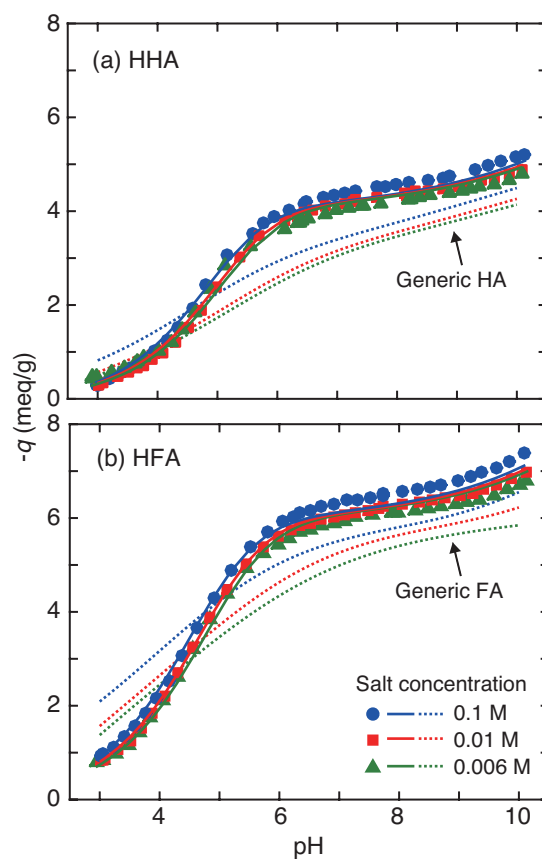 8
(a) HHA
6
-q (meq/g)
4
Generic HA
2
0
8
(b) HFA
6
-q (meq/g)
4
Generic FA
Salt concentration
2
0.1 M
0.01 M
0.006 M
0
4 6 8 10
pH